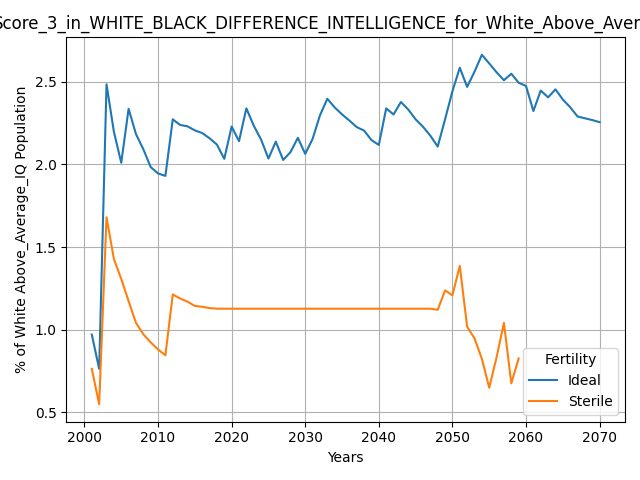 Score_3_in_WHITE_BLACK_DIFFERENCE_INTELLIGENCE_for_White_Above_Aver
% of White Above_Average_IQ Population
2.5
2.0
1.5
1.0
0.5
Fertility
Ideal
Sterile
2000 2010 2020 2030 2040 2050 2060 2070
Years